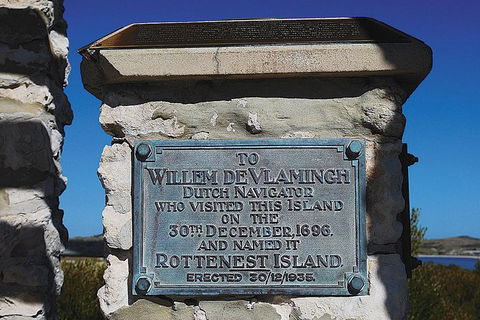 TO
WILLEM DE VLAMINGH
DUTCH NAVIGATOR
WHO VISITED THIS ISLAND
ON THE
30TH DECEMBER, 1696.
AND NAMED IT
ROTTENEST ISLAND
ERECTED 30/12/1935.